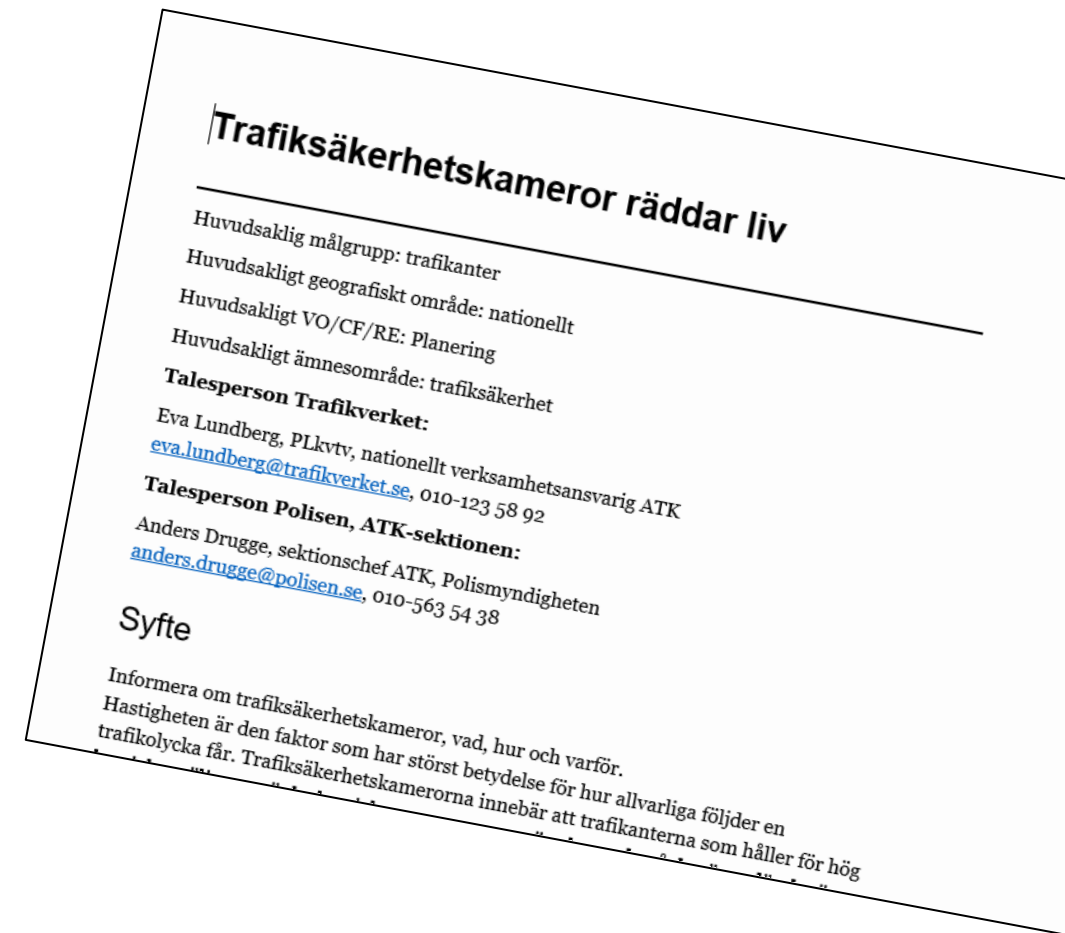 Trafiksäkerhetskameror räddar liv
Huvudsaklig målgrupp: trafikanter
Huvudsakligt geografiskt område: nationellt
Huvudsakligt VO/CF/RE: Planering
Huvudsakligt ämnesområde: trafiksäkerhet
Talesperson Trafikverket:
Eva Lundberg, PLkvtv, nationellt verksamhetsansvarig ATK
eva.lundberg@trafikverket.se, 010-123 58 92
Talesperson Polisen, ATK-sektionen:
Anders Drugge, sektionschef ATK, Polismyndigheten
anders.drugge@polisen.se, 010-563 54 38
Syfte
Informera om trafiksäkerhetskameror, vad, hur och varför.
Hastigheten är den faktor som har störst betydelse för hur allvarliga följder en
trafikolycka får. Trafiksäkerhetskamerorna innebär att trafikanterna som håller för hög